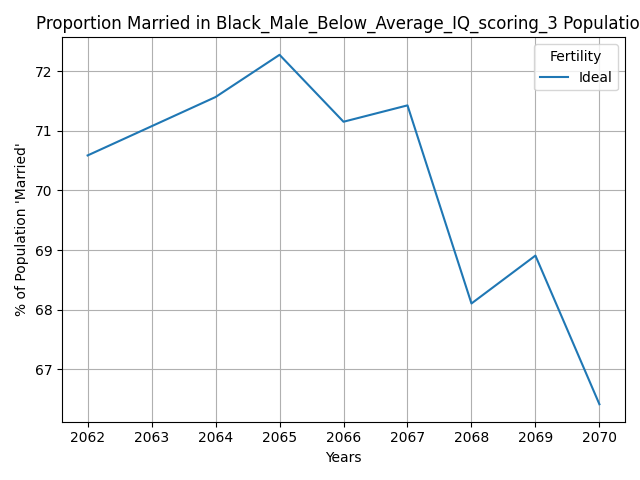 Proportion Married in Black_Male_Below_Average_IQ_scoring_3 Populatio
Fertility
Ideal
% of Population 'Married'
72
71
70
69
68
67
2062 2063 2064 2065 2066 2067 2068 2069 2070
Years